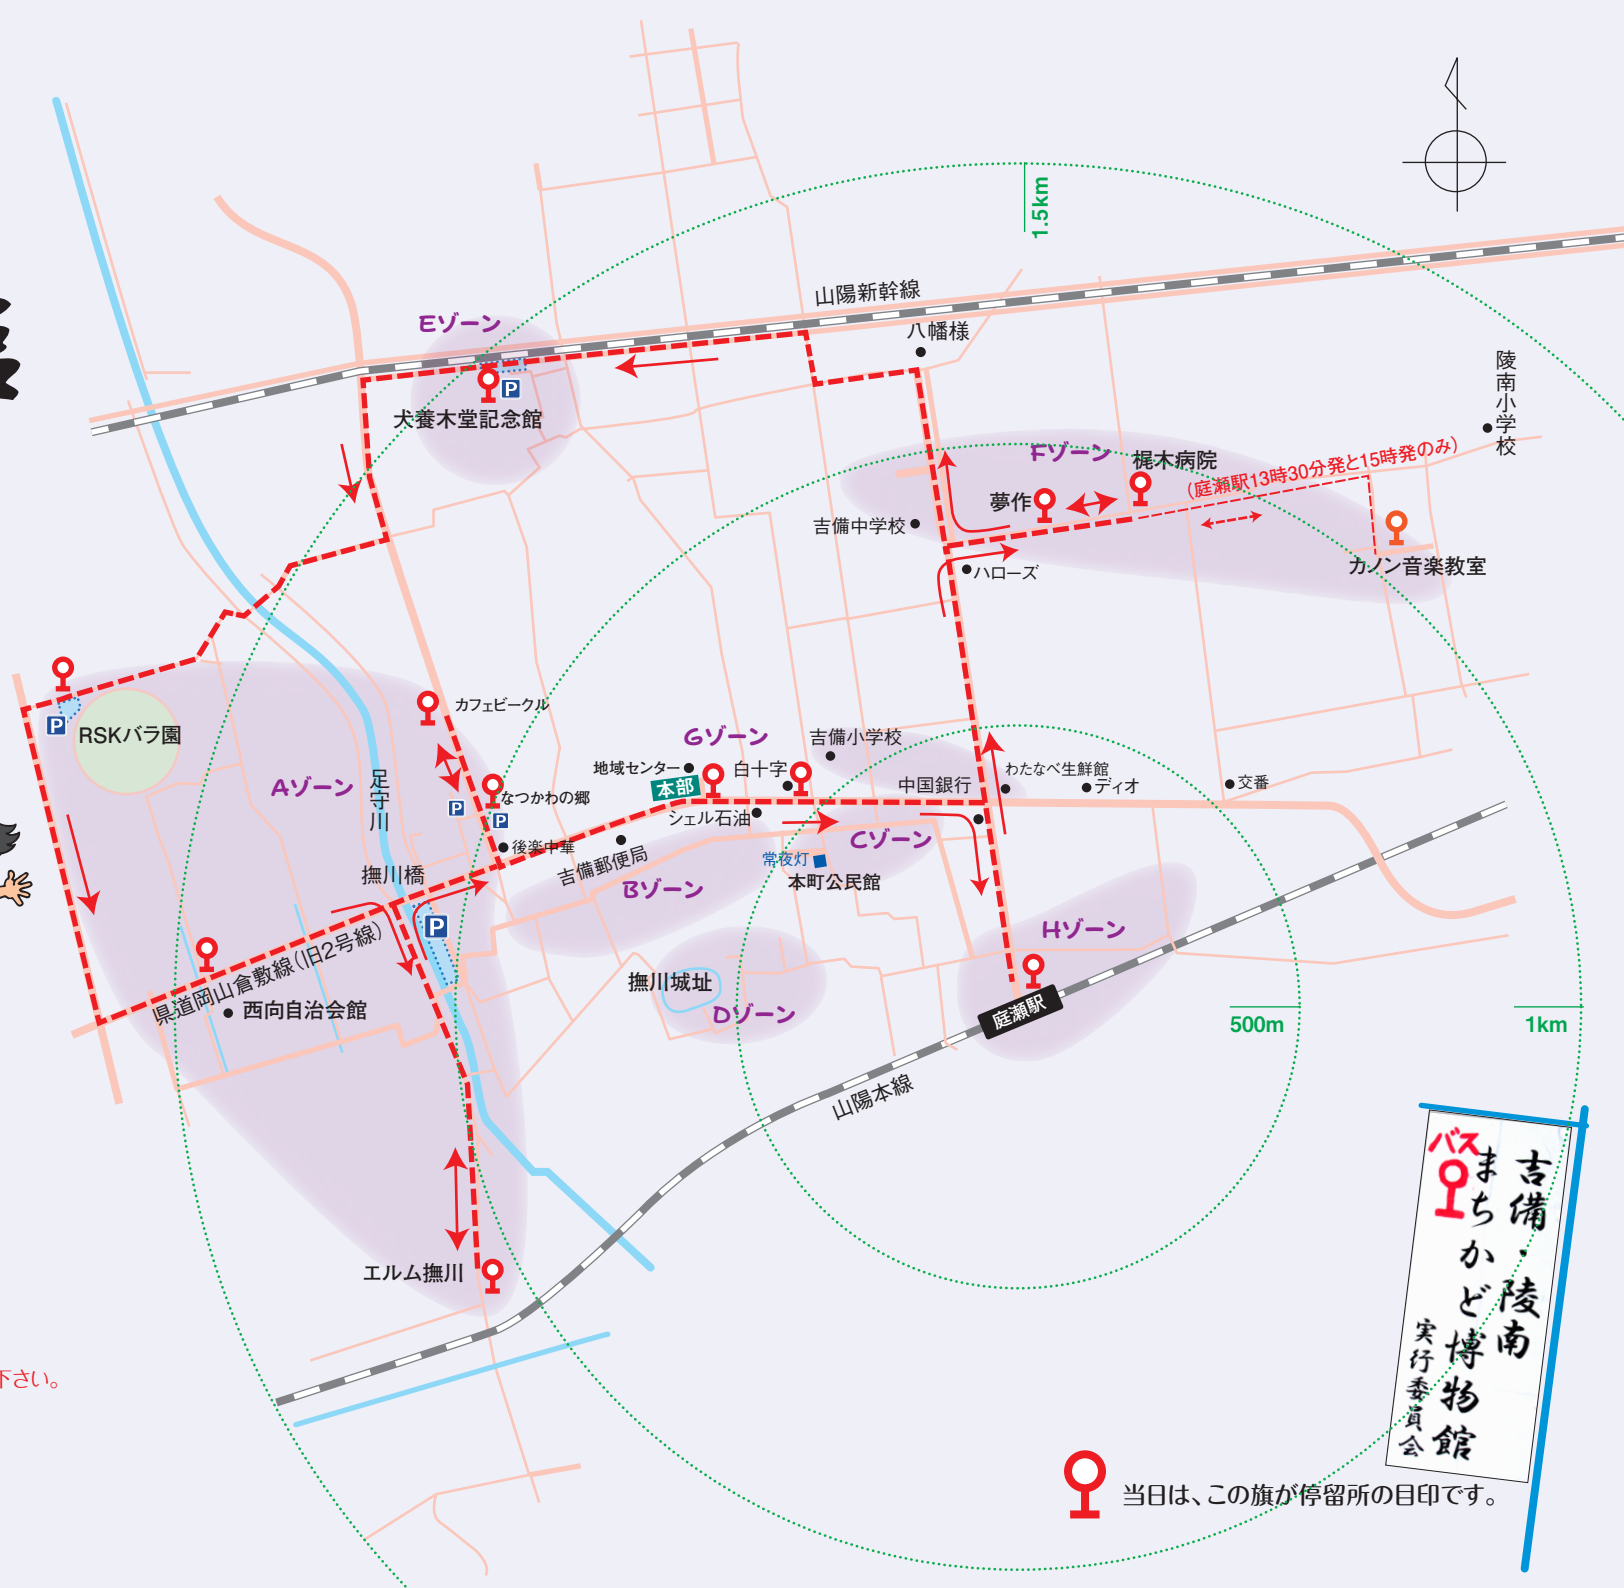 1.5km
山陽新幹線
Eゾーン
八幡様
陵南小学校
P
犬養木堂記念館
Fゾーン
梶木病院
(庭瀬駅13時30分発と15時発のみ)
夢作
吉備中学校
ハローズ
カノン音楽教室
P
RSKバラ園
カフェビークル
Gゾーン
吉備小学校
地域センター
白十字
わたなべ生鮮館
Aゾーン
足守川
本部
中国銀行
ディオ
交番
なつかわの郷
P
P
シェル石油
後楽中華
吉備郵便局
Cゾーン
常夜灯
本町公民館
撫川橋
Bゾーン
P
Hゾーン
県道岡山倉敷線(旧2号線)
西向自治会館
撫川城址
Dゾーン
庭瀬駅
500m
1km
山陽本線
エルム撫川
下さい。
バス
吉備・陵南
まちかど博物館
実行委員会
当日は、この旗が停留所の目印です。